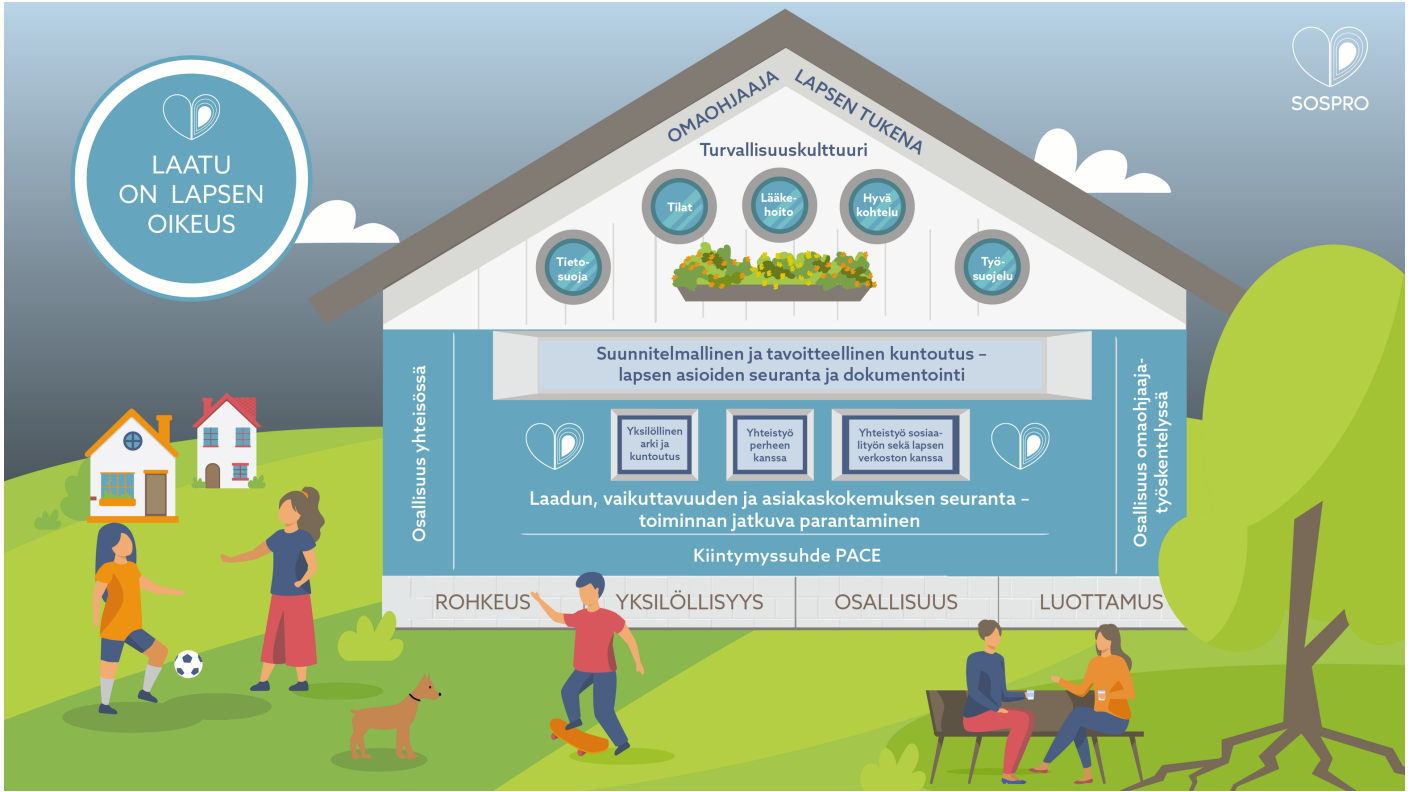 LAATU
ON LAPSEN
OIKEUS
SOSPRO
OMAOHJAAJA
LAPSEN TUKENA
Turvallisuuskulttuuri
Tieto-
suoja
Tilat
Lääke-
hoito
Hyvä
kohtelu
Työ-
suojelu
Osallisuus yhteisössä
Suunnitelmallinen ja tavoitteellinen kuntoutus –
lapsen asioiden seuranta ja dokumentointi
Yksilöllinen
arki ja
kuntoutus
Yhteistyö
perheen
kanssa
Yhteistyö sosiaa-
lityön sekä lapsen
verkoston kanssa
Laadun, vaikuttavuuden ja asiakaskokemuksen seuranta –
toiminnan jatkuva parantaminen
Kiintymyssuhde PACE
Osallisuus omaohjaaja-
työskentelyssä
ROHKEUS
YKSILÖLLISYYS
OSALLISUUS
LUOTTAMUS